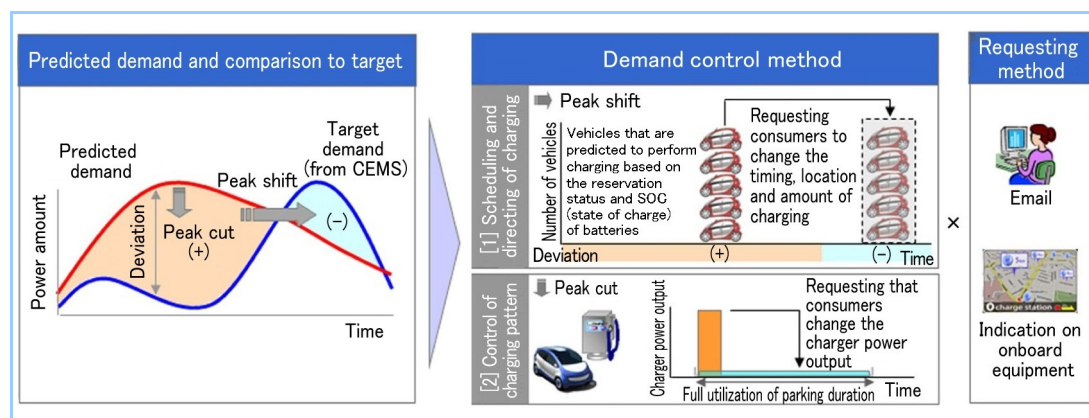 Predicted demand and comparison to target
Predicted
demand
Target
demand
(from CEMS)
Peak shift
Peak cut
(+)
(-)
Deviation
Power amount
Time
Demand control method
[1] Scheduling and
directing of charging
Peak shift
Number of vehicles
Vehicles that are
predicted to perform
charging based on
the reservation
status and SOC
(state of charge)
of batteries
Requesting
consumers to
change the
timing, location
and amount of
charging
Deviation
(+)
(-)
Time
[2] Control of
charging pattern
Peak cut
Charger power output
Requesting that
consumers
change the
charger power
output
Full utilization of parking duration
Time
×
Requesting
method
Email
charge station
Indication on
onboard
equipment